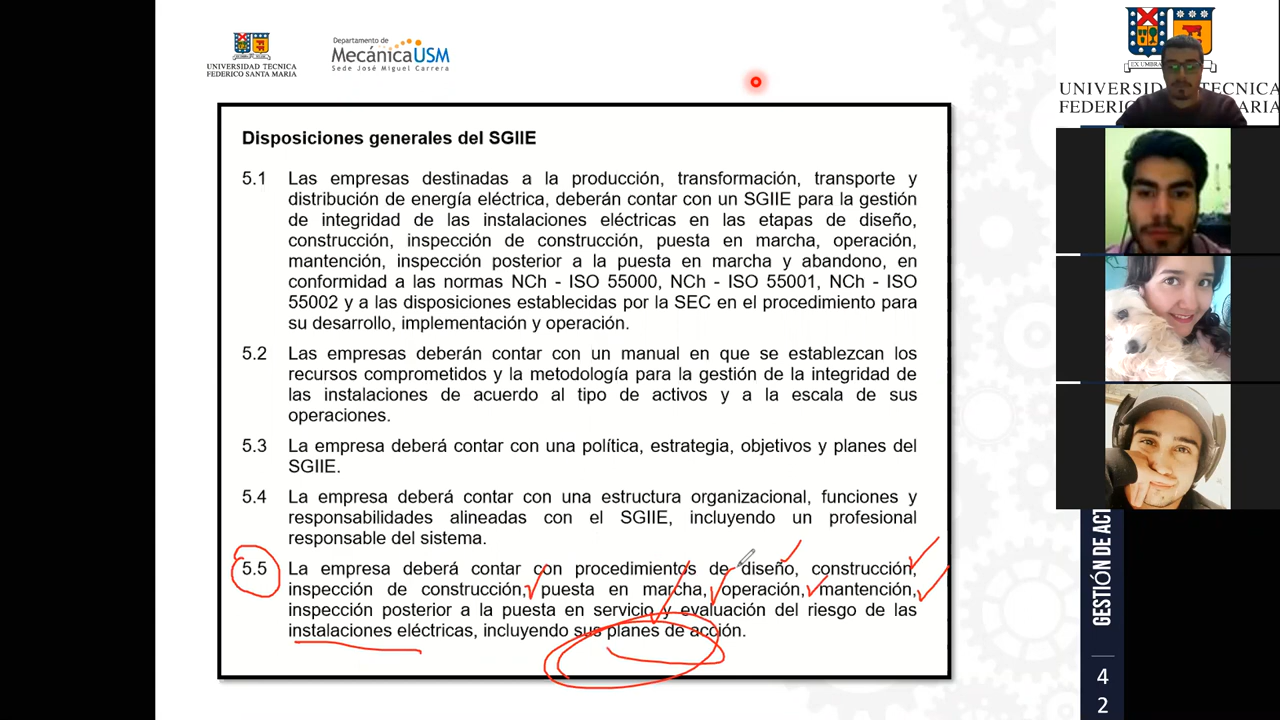 UNIVERSIDAD TECNICA
FEDERICO SANTA MARIA
Departamento de
MecánicaUSM
Sede José Miguel Carrera
Disposiciones generales del SGIIE
5.1 Las empresas destinadas a la producción, transformación, transporte y
distribución de energía eléctrica, deberán contar con un SGIIE para la gestión
de integridad de las instalaciones eléctricas en las etapas de diseño,
construcción, inspección de construcción, puesta en marcha, operación,
mantención, inspección posterior a la puesta en marcha y abandono, en
conformidad a las normas NCh - ISO 55000, NCh - ISO 55001, NCh - ISO
55002 y a las disposiciones establecidas por la SEC en el procedimiento para
su desarrollo, implementación y operación.
5.2 Las empresas deberán contar con un manual en que se establezcan los
recursos comprometidos y la metodología para la gestión de la integridad de
las instalaciones de acuerdo al tipo de activos y a la escala de sus
operaciones.
5.3 La empresa deberá contar con una política, estrategia, objetivos y planes del
SGIIE.
5.4 La empresa deberá contar con una estructura organizacional, funciones y
responsabilidades alineadas con el SGIIE, incluyendo un profesional
responsable del sistema.
5.5 La empresa deberá contar con procedimientos de diseño, construcción,
inspección de construcción, puesta en marcha, operación, mantención,
inspección posterior a la puesta en servicio y evaluación del riesgo de las
instalaciones eléctricas, incluyendo sus planes de acción.
EX UMBRA
UNIVERSIDAD TECNICA
FEDERICO SANTA MARIA
GESTIÓN DE ACT
4
2